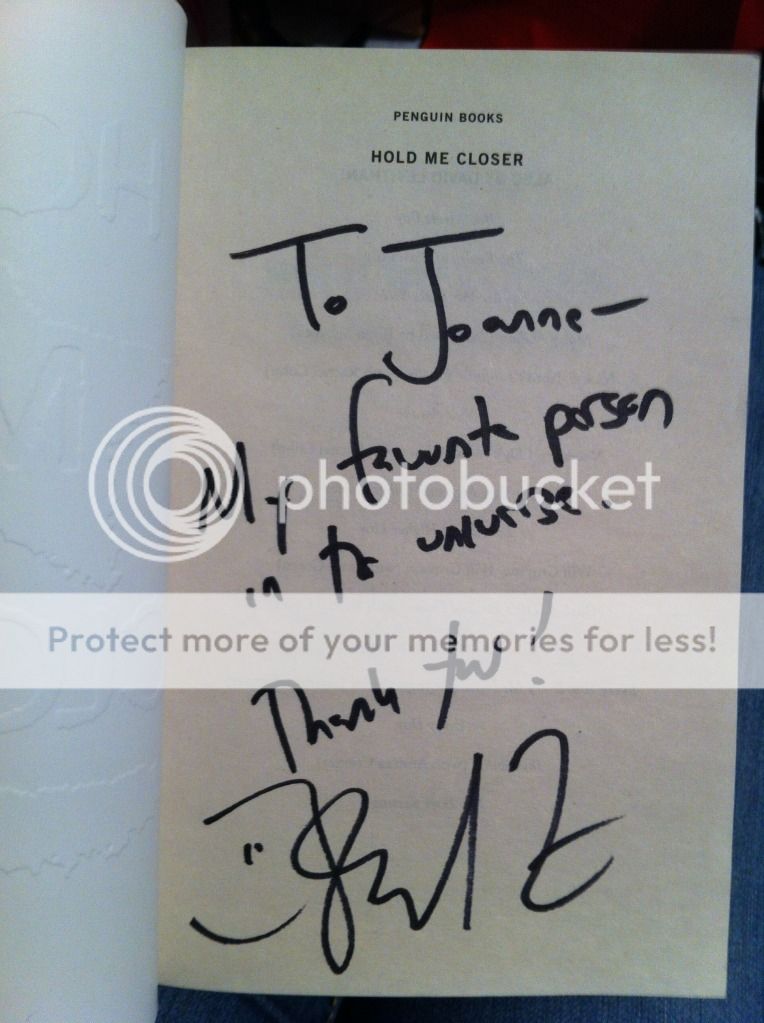 PENGUIN BOOKS
HOLD ME CLOSER
To Joanne—
My favorite person
in the universe.
Thank you!
photobucket
Protect more of your memories for less!